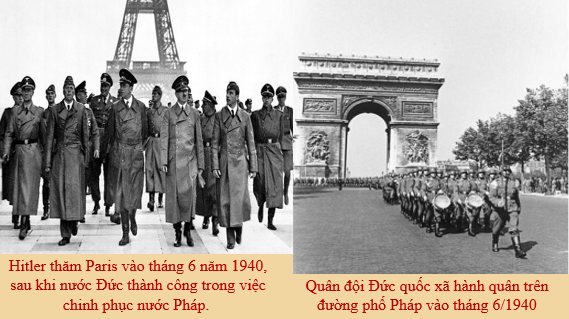 Hitler thăm Paris vào tháng 6 năm 1940,
sau khi nước Đức thành công trong việc
chinh phục nước Pháp.
Quân đội Đức quốc xã hành quân trên
đường phố Pháp vào tháng 6/1940